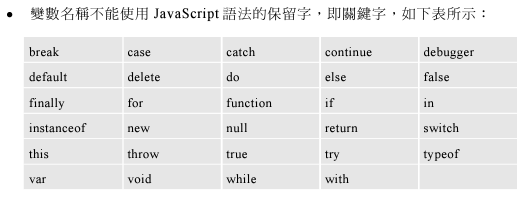 • 變數名稱不能使用 JavaScript 語法的保留字，即關鍵字，如下表所示：
break case catch continue debugger
default delete do else false
finally for function if in
instanceof new null return switch
this throw true try typeof
var void while with